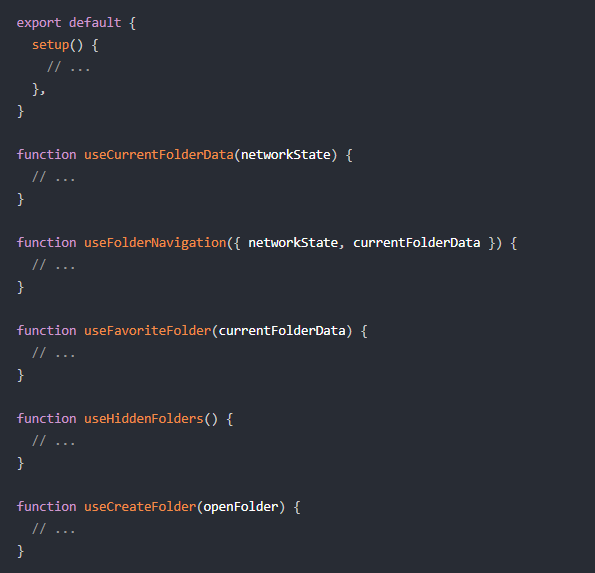 export default {
  setup() {
    // ...
  },
}
function useCurrentFolderData(networkState) {
  // ...
}
function useFolderNavigation({ networkState, currentFolderData }) {
  // ...
}
function useFavoriteFolder(currentFolderData) {
  // ...
}
function useHiddenFolders() {
  // ...
}
function useCreateFolder(openFolder) {
  // ...
}